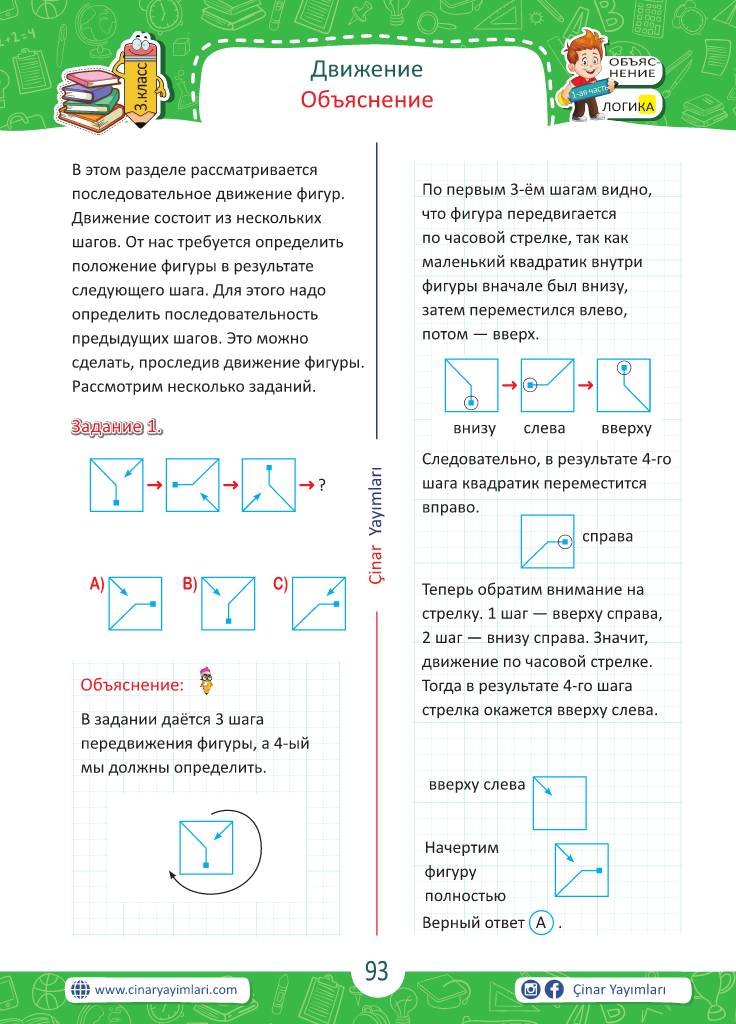 3.класс
Движение
Объяснение
ОБЪЯС-
НЕНИЕ
1-ая часть
ЛОГИКА
В этом разделе рассматривается
последовательное движение фигур.
Движение состоит из нескольких
шагов. От нас требуется определить
положение фигуры в результате
следующего шага. Для этого надо
определить последовательность
предыдущих шагов. Это можно
сделать, проследив движение фигуры.
Рассмотрим несколько заданий.
Задание 1.
?
A) B) C)
Объяснение:
В задании даётся 3 шага
передвижения фигуры, а 4-ый
мы должны определить.
Çinar Yayımları
По первым 3-ём шагам видно,
что фигура передвигается
по часовой стрелке, так как
маленький квадратик внутри
фигуры вначале был внизу,
затем переместился влево,
потом — вверх.
внизу слева вверху
Следовательно, в результате 4-го
шага квадратик переместится
вправо.
справа
Теперь обратим внимание на
стрелку. 1 шаг — вверху справа,
2 шаг — внизу справа. Значит,
движение по часовой стрелке.
Тогда в результате 4-го шага
стрелка окажется вверху слева.
вверху слева
Начертим
фигуру
полностью
Верный ответ A .
www.cinaryayimlari.com
93
Çinar Yayımları